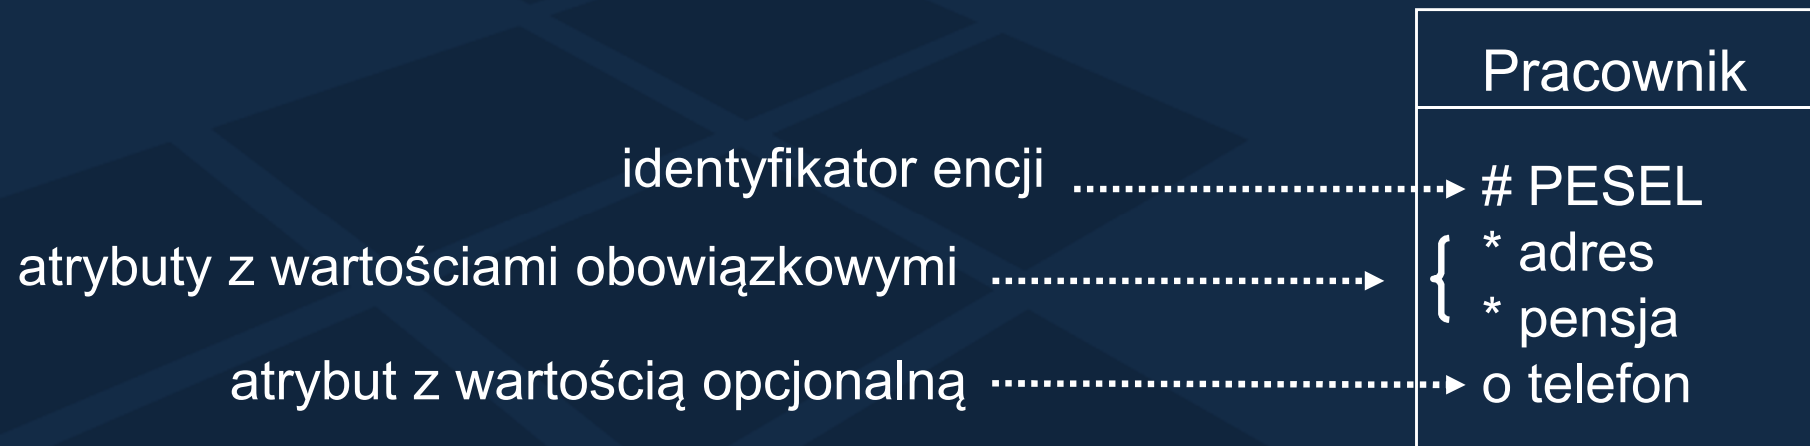 Pracownik
identyfikator encji
# PESEL
atrybuty z wartościami obowiązkowymi
* adres
* pensja
atrybut z wartością opcjonalną
o telefon